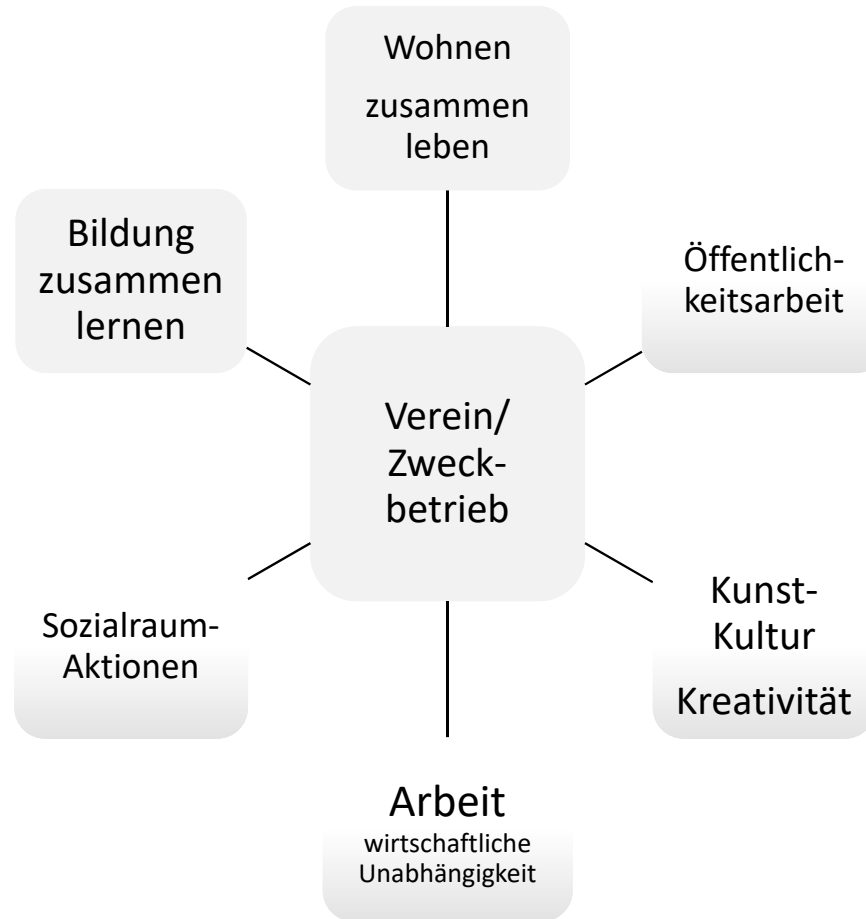 Wohnen
zusammen
leben
Bildung
zusammen
lernen
Öffentlich-
keitsarbeit
Verein/
Zweck-
betrieb
Sozialraum-
Aktionen
Kunst-
Kultur
Kreativität
Arbeit
wirtschaftliche
Unabhängigkeit